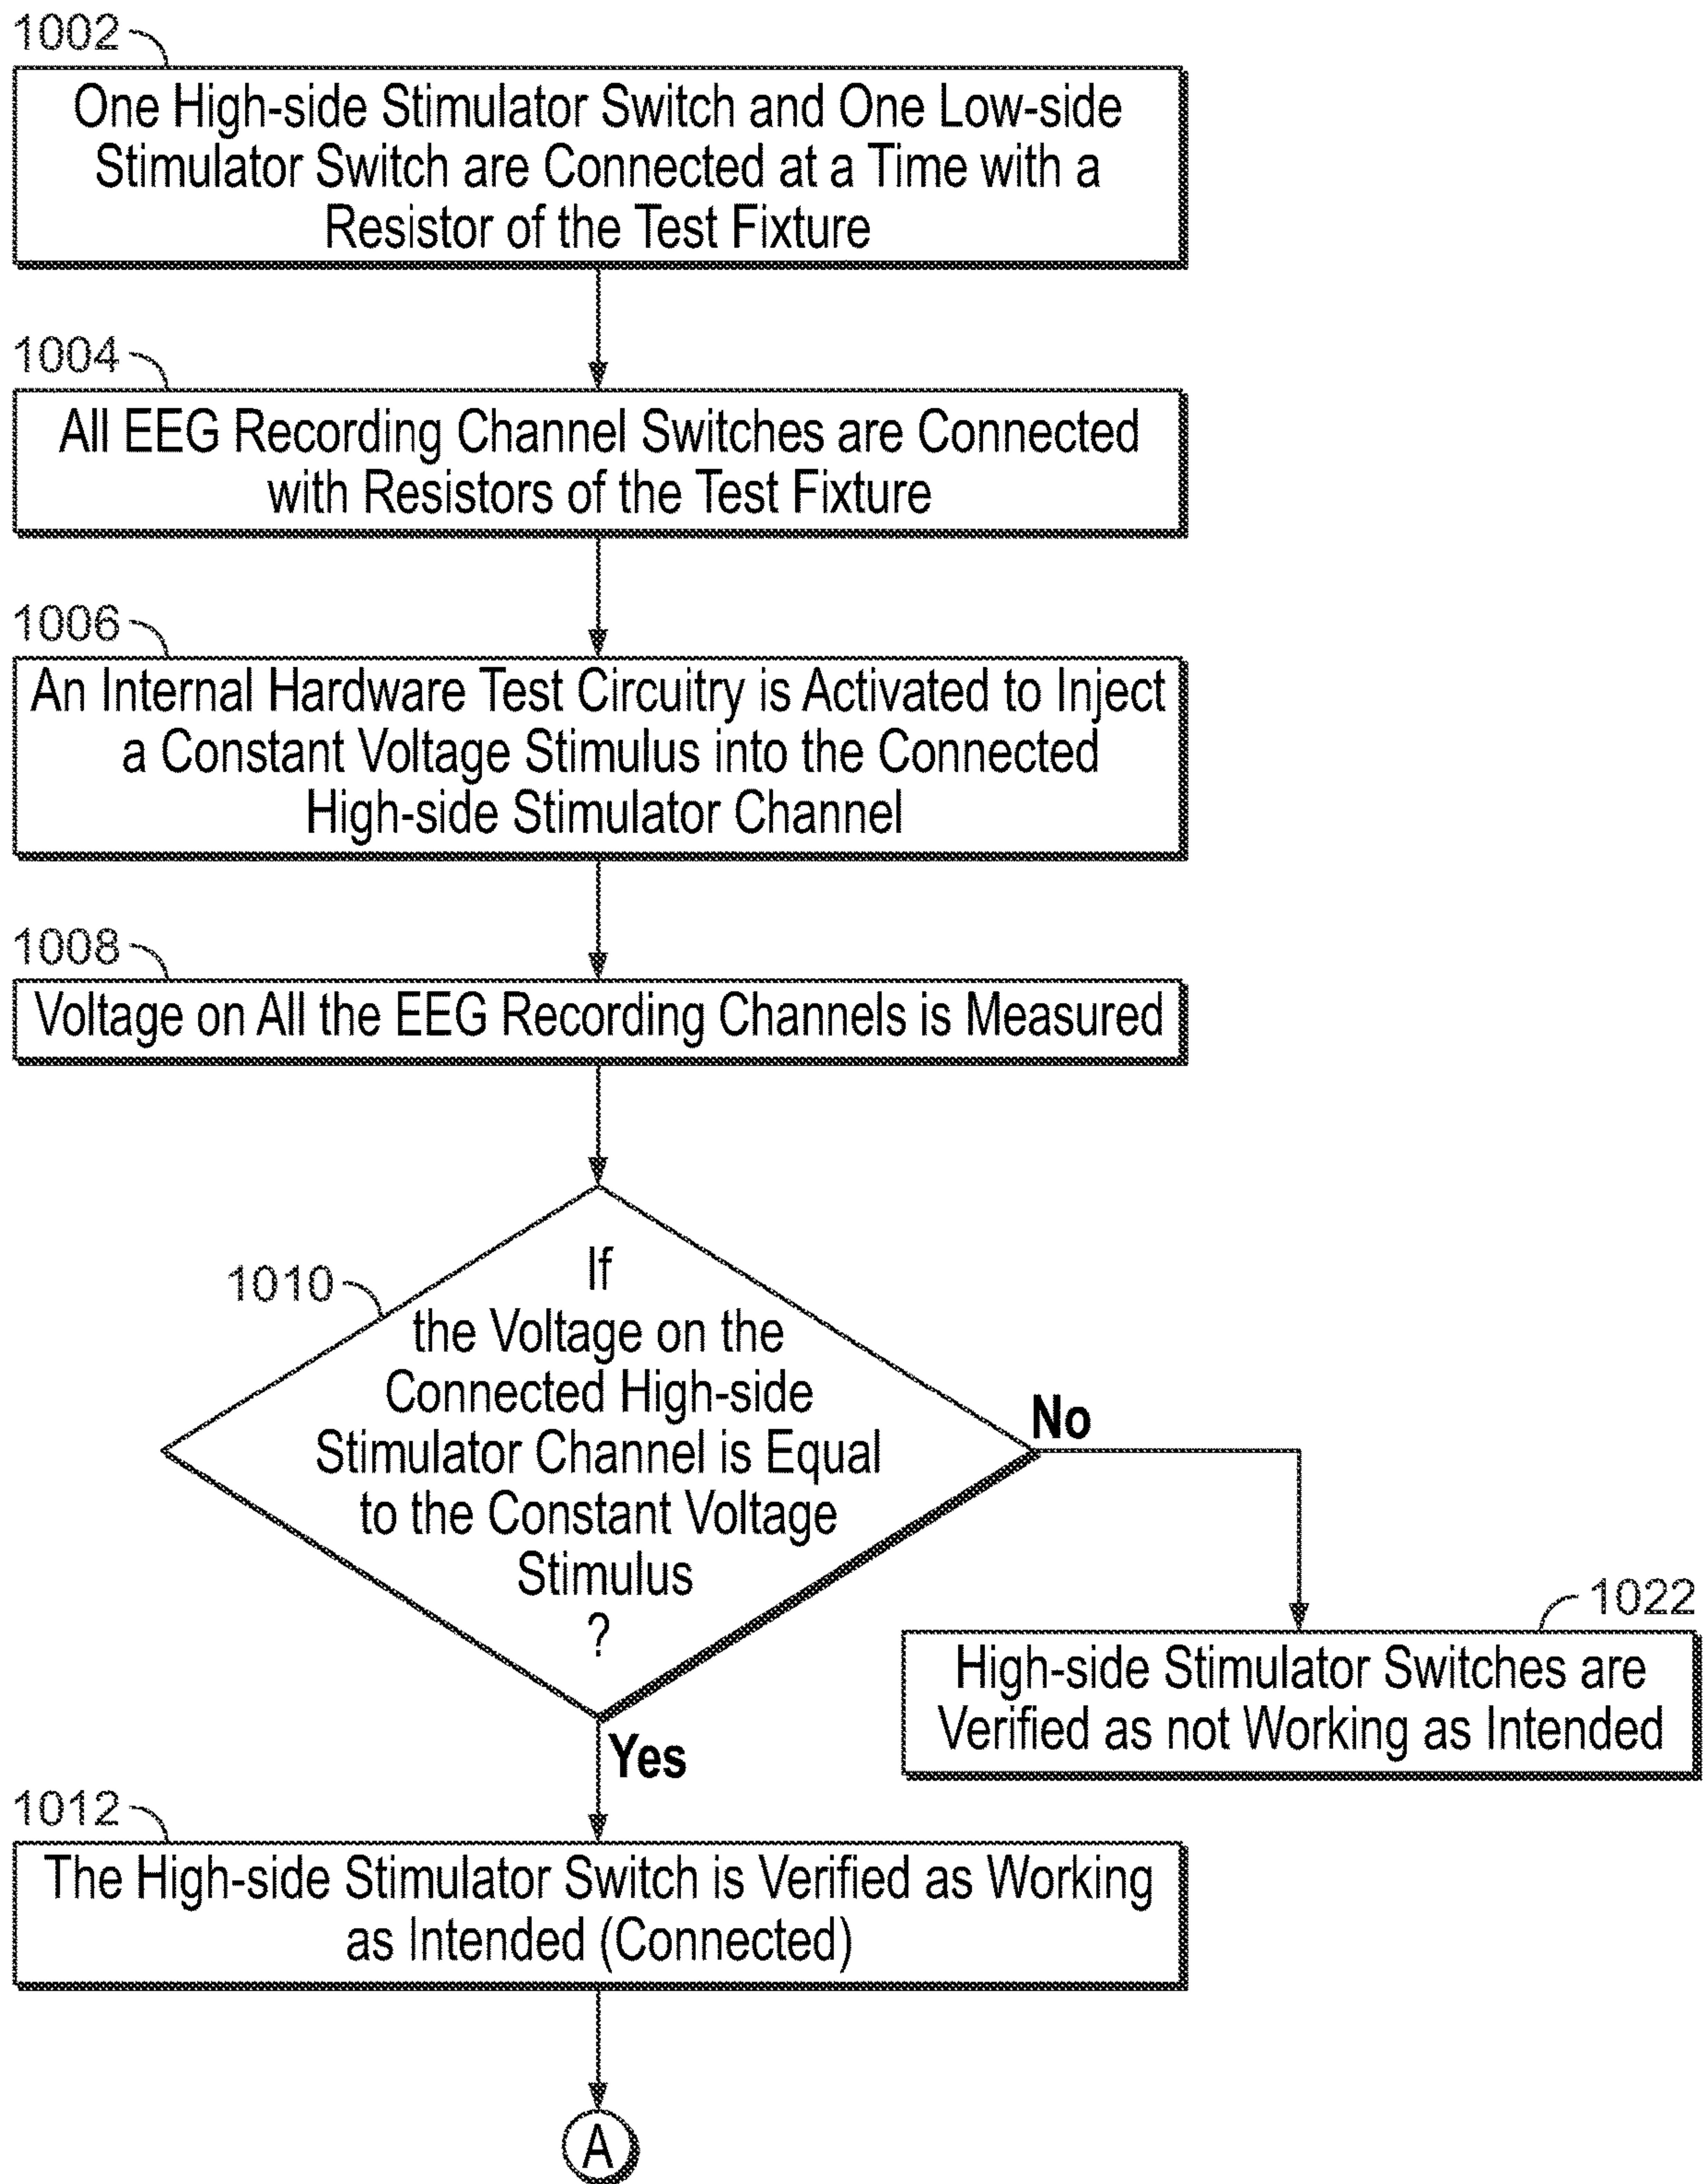 1002
One High-side Stimulator Switch and One Low-side
Stimulator Switch are Connected at a Time with a
Resistor of the Test Fixture
1004
All EEG Recording Channel Switches are Connected
with Resistors of the Test Fixture
1006
An Internal Hardware Test Circuitry is Activated to Inject
a Constant Voltage Stimulus into the Connected
High-side Stimulator Channel
1008
Voltage on All the EEG Recording Channels is Measured
1010
If
the Voltage on the
Connected High-side
Stimulator Channel is Equal
to the Constant Voltage
Stimulus
?
No
1022
High-side Stimulator Switches are
Verified as not Working as Intended
Yes
1012
The High-side Stimulator Switch is Verified as Working
as Intended (Connected)
A